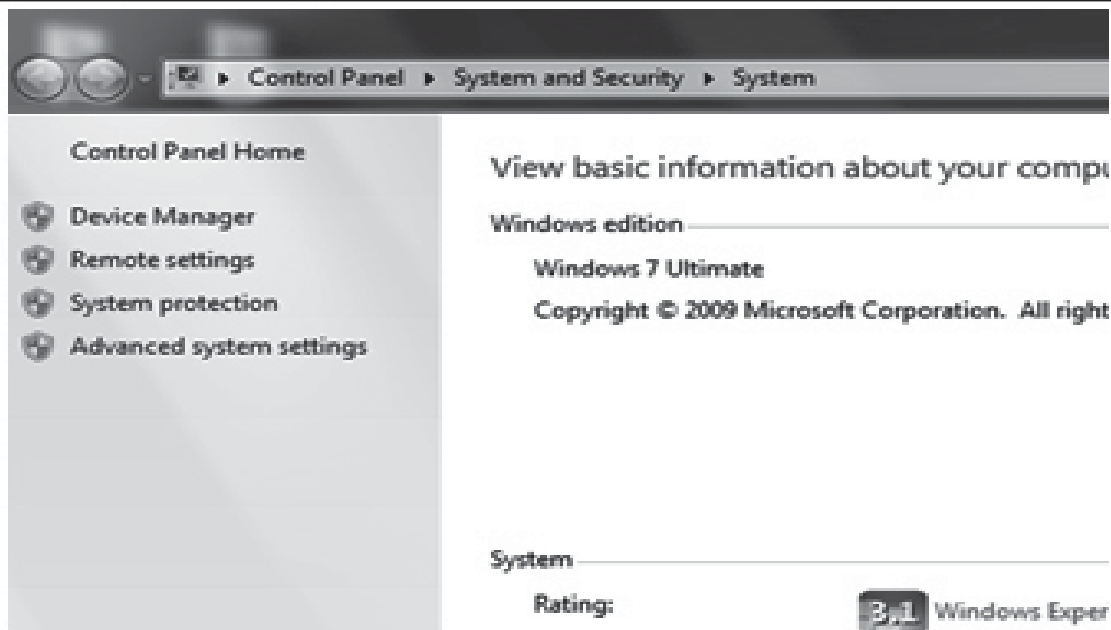 Control Panel ▸ System and Security ▸ System
Control Panel Home
Device Manager
Remote settings
System protection
Advanced system settings
View basic information about your compu
Windows edition
Windows 7 Ultimate
Copyright © 2009 Microsoft Corporation. All right
System
Rating:
3,1 Windows Exper